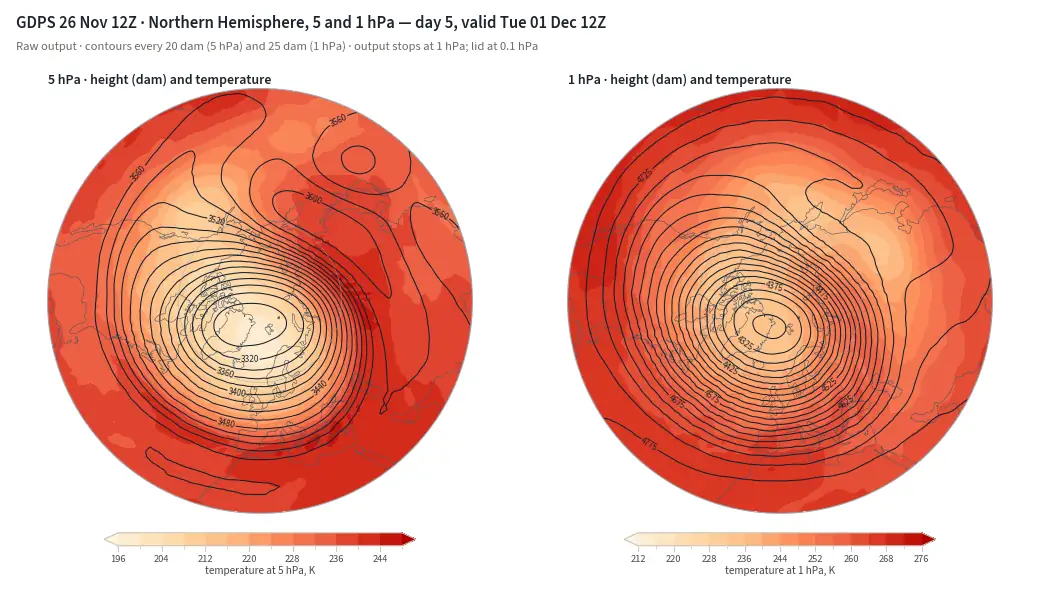 GDPS 26 Nov 12Z · Northern Hemisphere, 5 and 1 hPa — day 5, valid Tue 01 Dec 12Z
Raw output · contours every 20 dam (5 hPa) and 25 dam (1 hPa) · output stops at 1 hPa; lid at 0.1 hPa
5 hPa · height (dam) and temperature
3560
3560
3600
3560
3520
3320
3360
3400
3440
3480
196 204 212 220 228 236 244
temperature at 5 hPa, K
1 hPa · height (dam) and temperature
4725
4375
4475
4325
4425
4575
4675
4625
4625
4775
212 220 228 236 244 252 260 268 276
temperature at 1 hPa, K